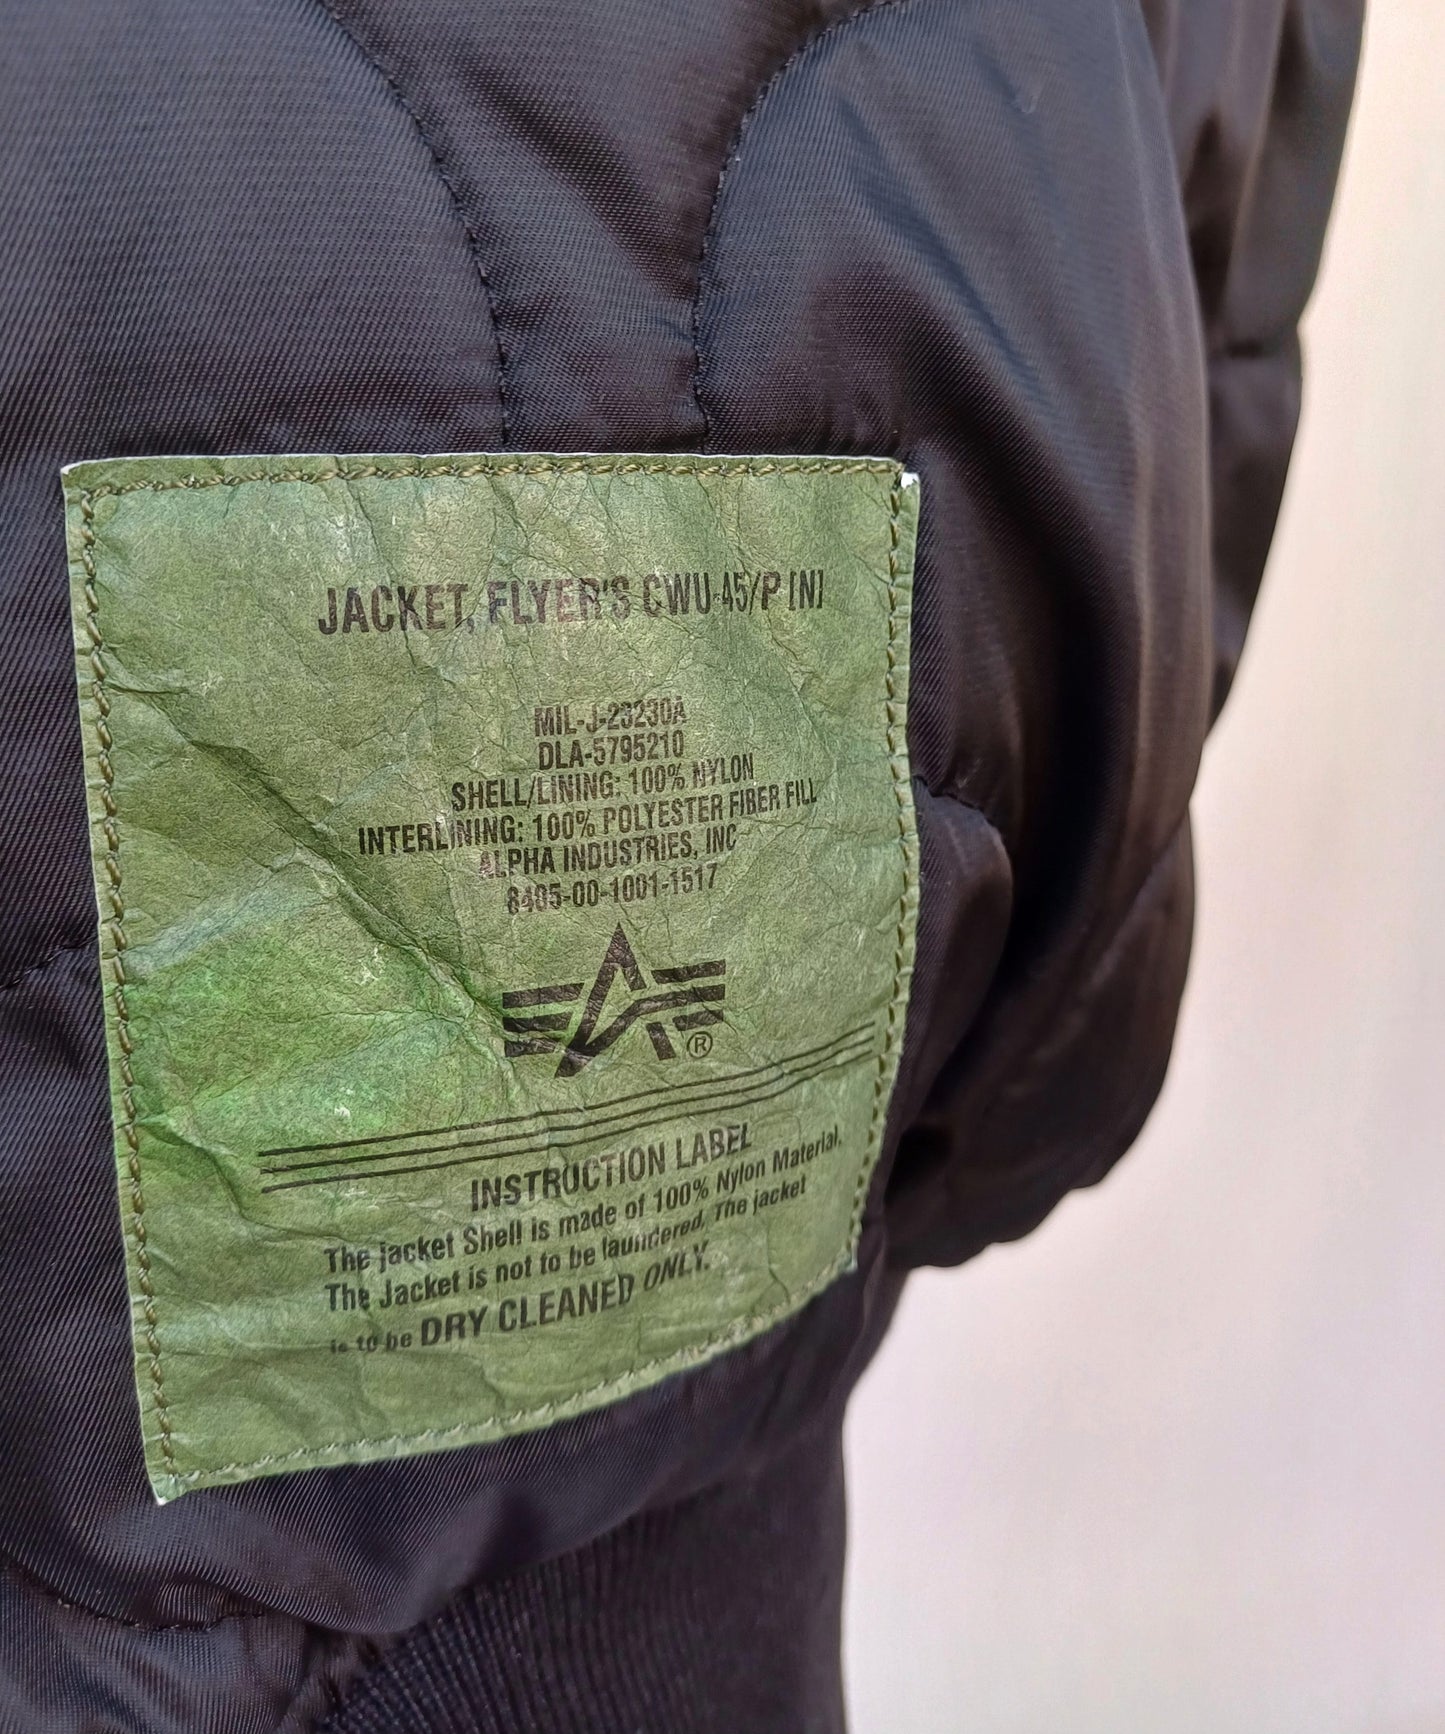 JACKET, FLYER'S CWU-45/P [N]
MIL-J-23230A
DLA-5795210
SHELL/LINING: 100% NYLON
INTERLINING: 100% POLYESTER FIBER FILL
ALPHA INDUSTRIES, INC
8405-00-1001-1517
®
INSTRUCTION LABEL
The jacket Shell is made of 100% Nylon Material.
The Jacket is not to be laundered. The jacket
is to be DRY CLEANED ONLY.